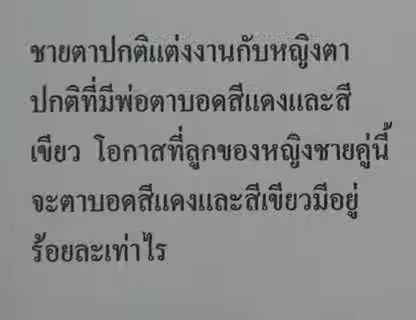 ชายตาปกติแต่งงานกับหญิงตา
ปกติที่มีพ่อตาบอดสีแดงและสี
เขียว โอกาสที่ลูกของหญิงชายคู่นี้
จะตาบอดสีแดงและสีเขียวมีอยู่
ร้อยละเท่าไร